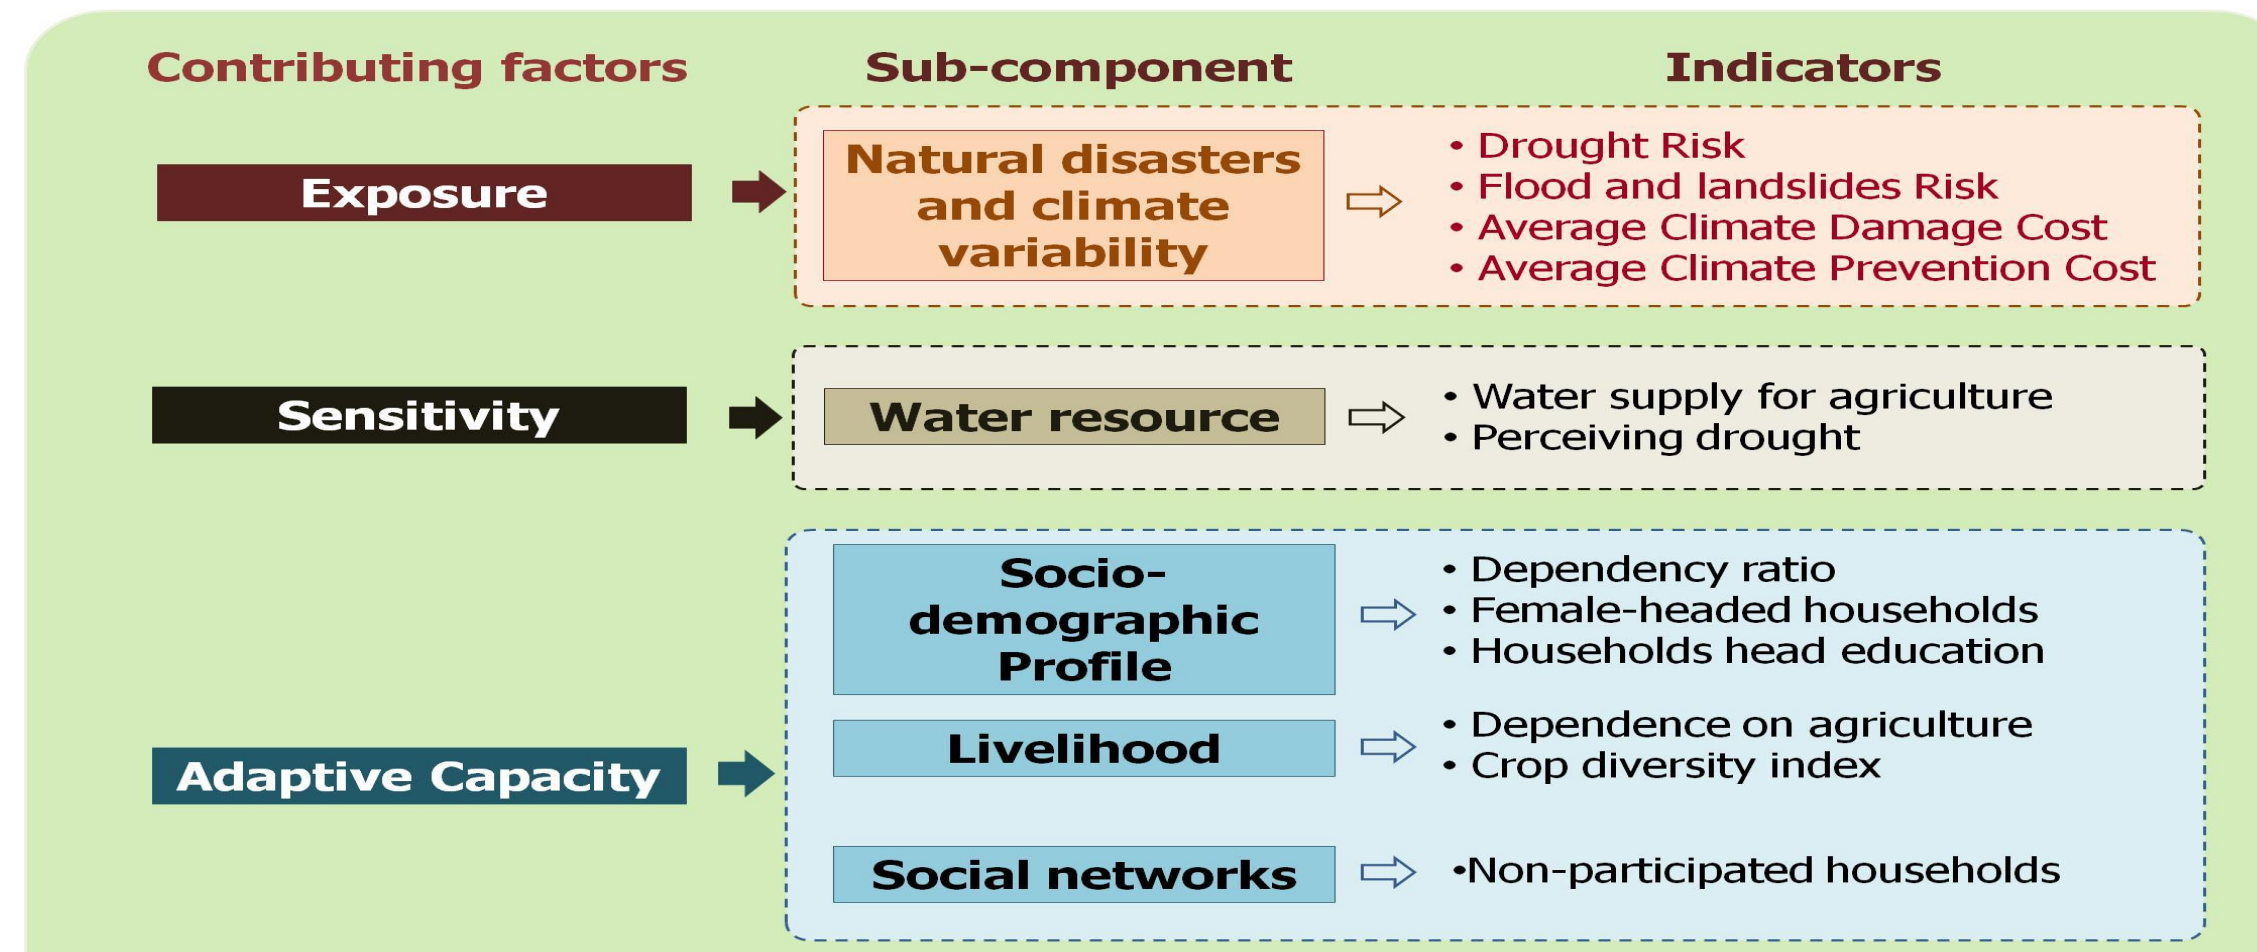 Contributing factors
Sub-component
Indicators
Exposure
Natural disasters
and climate
variability
• Drought Risk
• Flood and landslides Risk
• Average Climate Damage Cost
• Average Climate Prevention Cost
Sensitivity
Water resource
• Water supply for agriculture
• Perceiving drought
Adaptive Capacity
Socio-
demographic
Profile
• Dependency ratio
• Female-headed households
• Households head education
Livelihood
• Dependence on agriculture
• Crop diversity index
Social networks
•Non-participated households